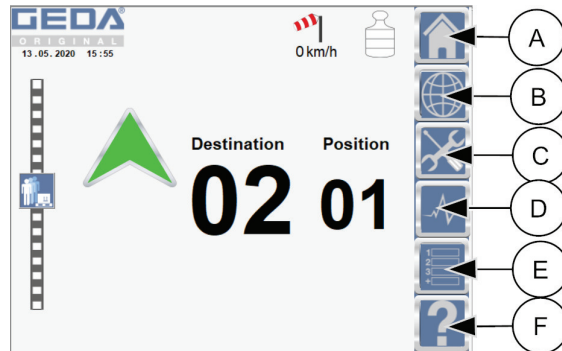 GEDA®
ORIGINAL
13.05.2020 15:55
0 km/h
Destination
Position
02
01
A
B
C
D
1
2
3
+
E
?
F